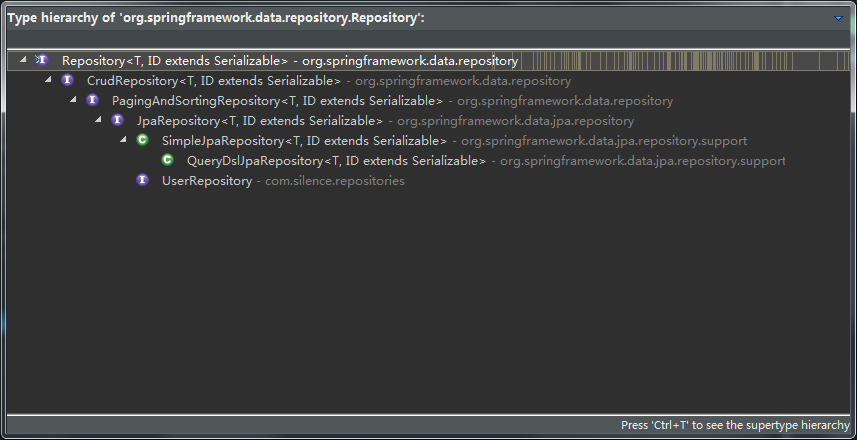 Type hierarchy of 'org.springframework.data.repository.Repository':
Repository<T, ID extends Serializable> - org.springframework.data.repository
CrudRepository<T, ID extends Serializable> - org.springframework.data.repository
PagingAndSortingRepository<T, ID extends Serializable> - org.springframework.data.repository
JpaRepository<T, ID extends Serializable> - org.springframework.data.jpa.repository
SimpleJpaRepository<T, ID extends Serializable> - org.springframework.data.jpa.repository.support
QueryDslJpaRepository<T, ID extends Serializable> - org.springframework.data.jpa.repository.support
UserRepository - com.silence.repositories
Press 'Ctrl+T' to see the supertype hierarchy